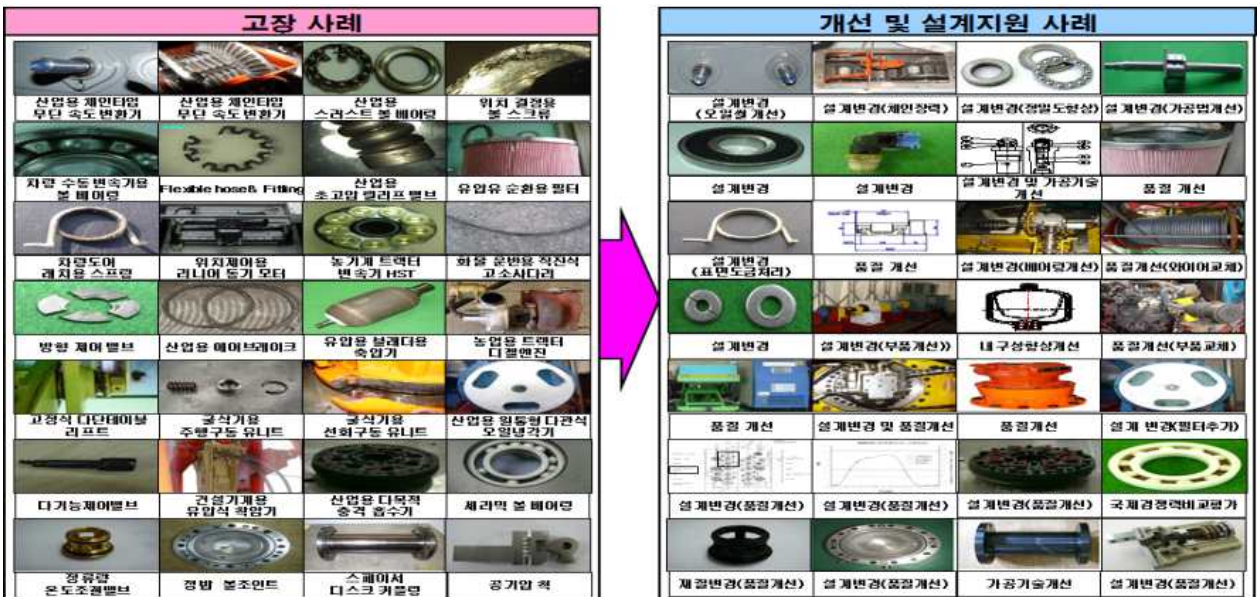 고장 사례
산업용 체인타입
무단 속도변환기
산업용 체인타입
무단 속도변환기
산업용
스러스트 볼 베어링
위치 결정용
볼 스크류
차량 수동변속기용
볼 베어링
Flexible hose& Fitting
산업용
초고압 릴리프밸브
유압유 순환용 필터
차량도어
래치용 스프링
위치제어용
리니어 동기 모터
농기계 트랙터
변속기 HST
화물 운반용 직진식
고소사다리
방향 제어 밸브
산업용 에어브레이크
유압용 블래더용
축압기
농업용 트랙터
디젤엔진
고정식 다단테이블
리프트
굴삭기용
주행구동 유니트
굴삭기용
선회구동 유니트
산업용 원통형 다관식
오일냉각기
다기능제어밸브
건설기계용
유압식 착암기
산업용 다목적
충격 흡수기
세라믹 볼 베어링
정류량
온도조절밸브
정밀 볼조인트
스페이서
디스크 커플링
공기압 척
개선 및 설계지원 사례
설계변경
(오일씰 개선)
설계변경(체인장력)
설계변경(정밀도향상)
설계변경(가공법개선)
설계변경
설계변경
설계변경 및 가공기술
개선
품질 개선
설계변경
(표면도금처리)
품질 개선
설계변경(베어링개선)
품질개선(와이어교체)
설계변경
설계변경(부품개선))
내구성향상개선
품질개선(부품교체)
품질 개선
설계변경 및 품질개선
품질개선
설계 변경(필터추가)
설계변경(품질개선)
설계변경(품질개선)
설계변경(품질개선)
국제경쟁력비교평가
재질변경(품질개선)
설계변경(품질개선)
가공기술개선
설계변경(품질개선)